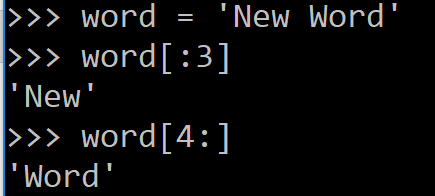 >>> word = 'New Word'
>>> word[:3]
'New'
>>> word[4:]
'Word'